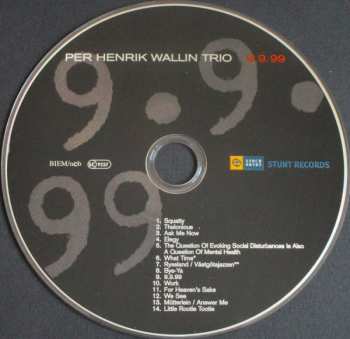 PER HENRIK WALLIN TRIO 9.9.99
9.9.
99
BIEM/n©b
STUNT RECORDS
1. Squatty
2. Thelonious
3. Ask Me Now
4. Elegy
5. The Question Of Evoking Social Disturbances Is Also
A Question Of Mental Health
6. What Time*
7. Ryssland / Västgötajazzen**
8. Bye-Ya
9. 9.9.99
10. Work
11. For Heaven's Sake
12. We See
13. Mütterlein / Answer Me
14. Little Rootie Tootie